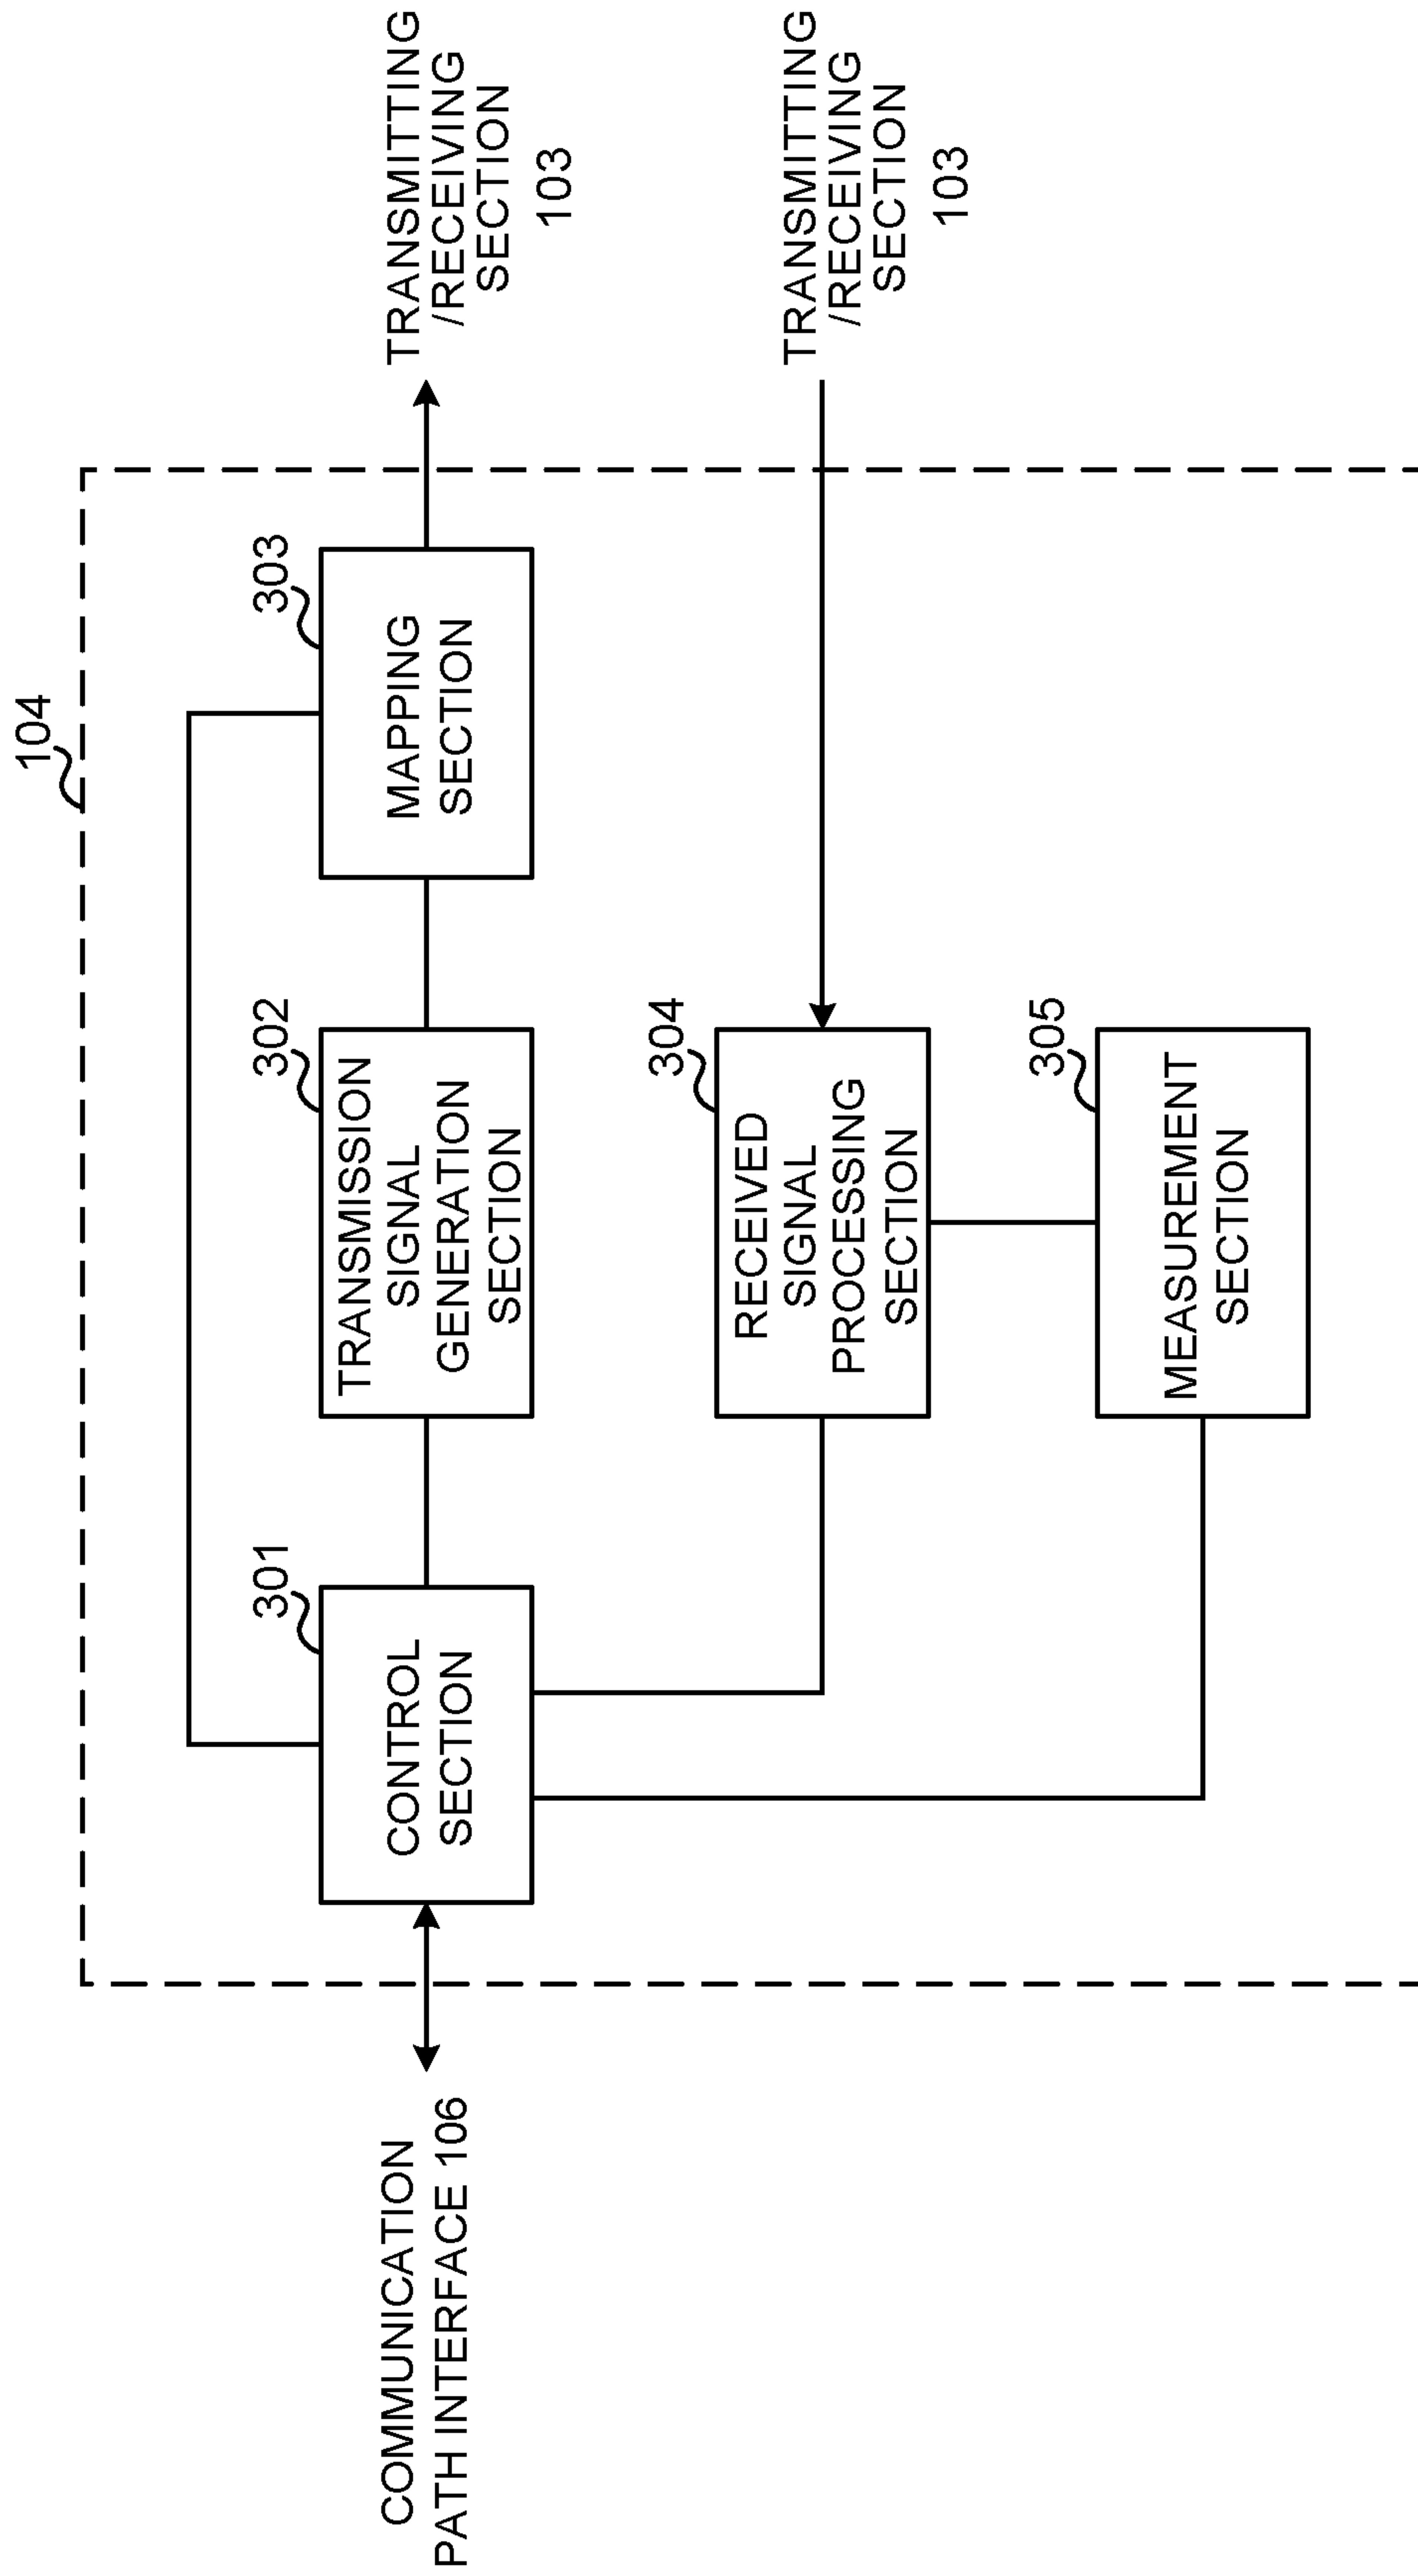 104
301
CONTROL
SECTION
302
TRANSMISSION
SIGNAL
GENERATION
SECTION
303
MAPPING
SECTION
TRANSMITTING
/RECEIVING
SECTION
103
COMMUNICATION
PATH INTERFACE 106
304
RECEIVED
SIGNAL
PROCESSING
SECTION
TRANSMITTING
/RECEIVING
SECTION
103
305
MEASUREMENT
SECTION